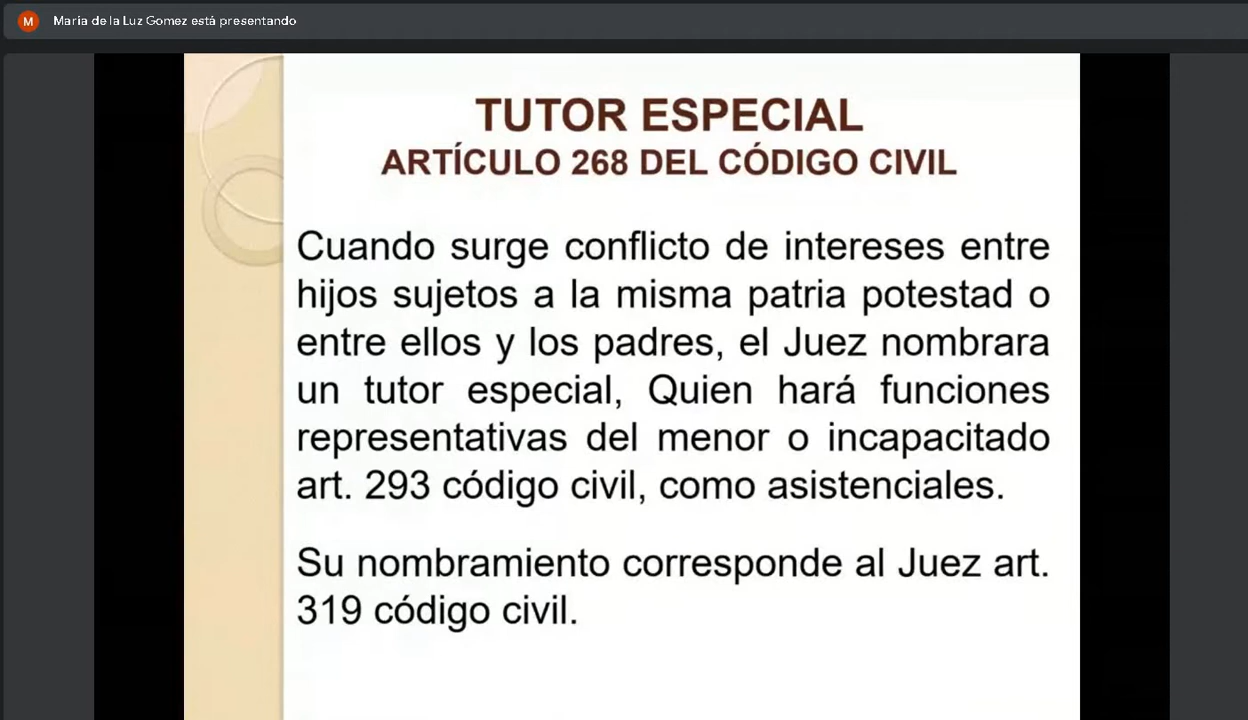 M
Maria de la Luz Gomez está presentando
TUTOR ESPECIAL
ARTÍCULO 268 DEL CÓDIGO CIVIL
Cuando surge conflicto de intereses entre
hijos sujetos a la misma patria potestad o
entre ellos y los padres, el Juez nombrara
un tutor especial, Quien hará funciones
representativas del menor o incapacitado
art. 293 código civil, como asistenciales.
Su nombramiento corresponde al Juez art.
319 código civil.